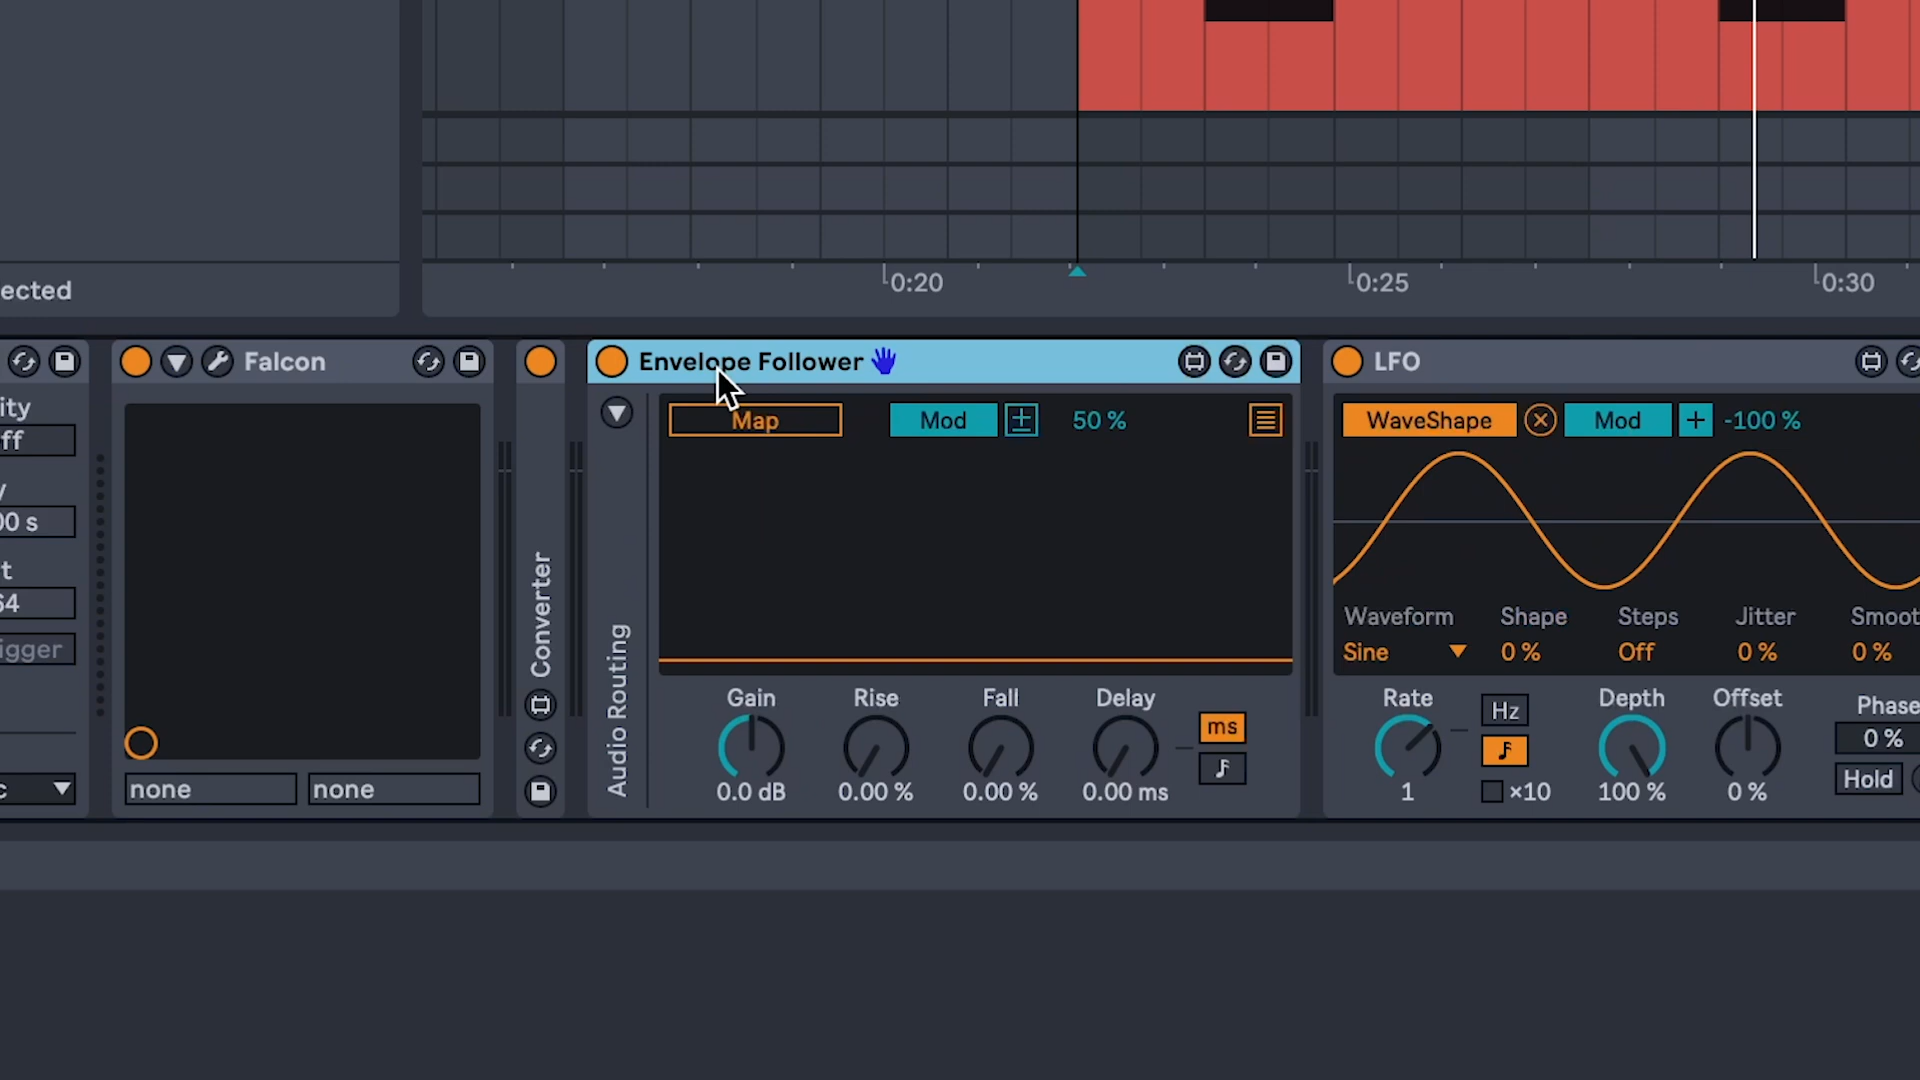 0:20
0:25
0:30
ected
Falcon
Envelope Follower
LFO
ity
ff
Map
Mod
50 %
WaveShape
Mod
-100 %
00 s
64
igger
Converter
Audio Routing
Waveform
Shape
Steps
Jitter
Smoot
Sine
0 %
Off
0 %
0 %
Gain
Rise
Fall
Delay
ms
0.0 dB
0.00 %
0.00 %
0.00 ms
Rate
Hz
Depth
Offset
Phase
0 %
1
×10
100 %
0 %
Hold
none
none